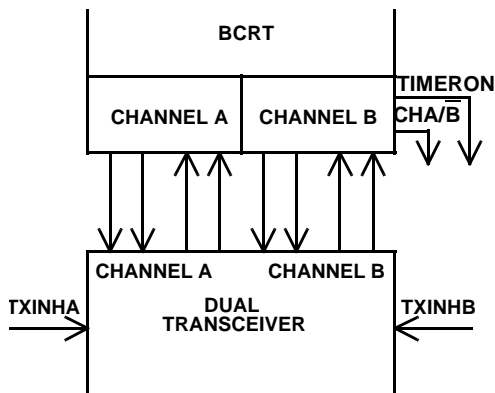 BCRT
TIMERON
CHANNEL A
CHANNEL B
CHA/B̅
CHANNEL A
CHANNEL B
TXINHA
DUAL
TRANSCEIVER
TXINHB